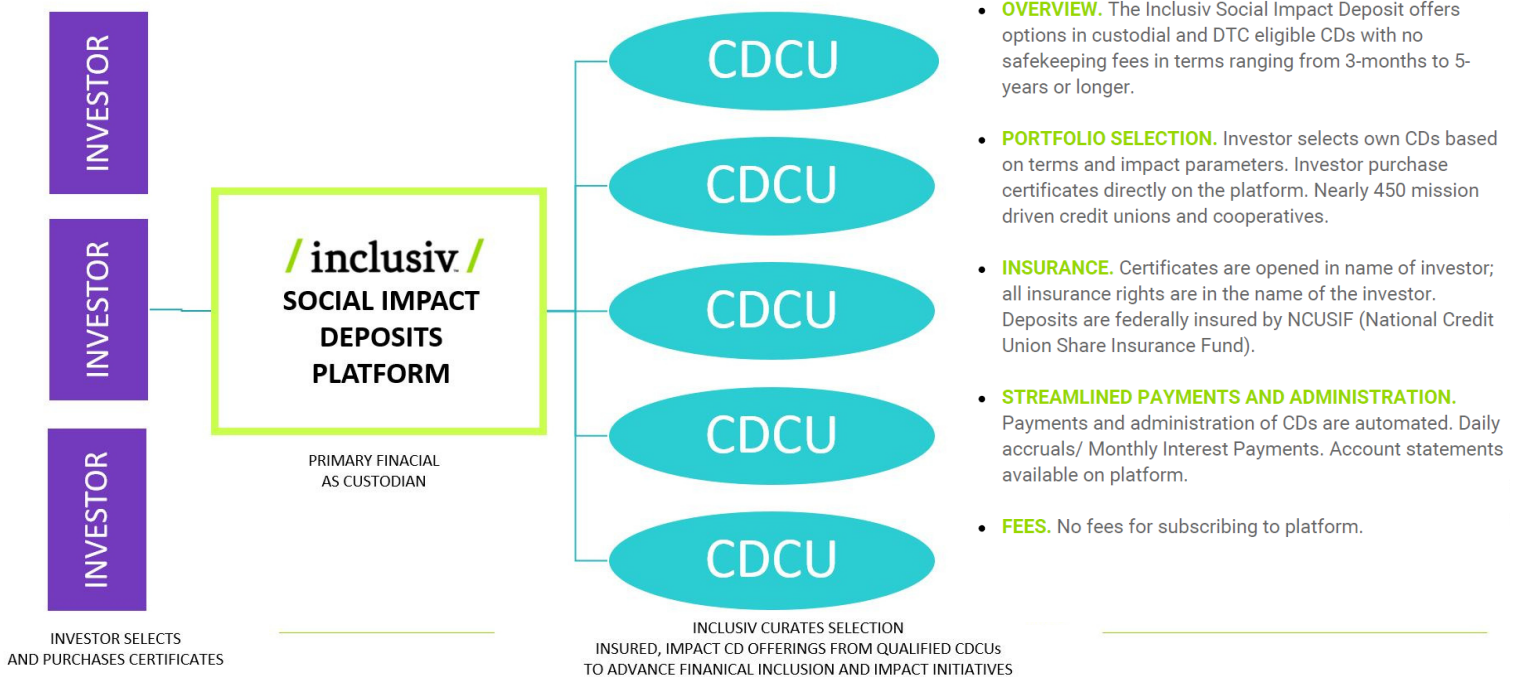 INVESTOR
INVESTOR
INVESTOR
INVESTOR SELECTS
AND PURCHASES CERTIFICATES
/ inclusiv™ /
SOCIAL IMPACT
DEPOSITS
PLATFORM
PRIMARY FINACIAL
AS CUSTODIAN
CDCU
CDCU
CDCU
CDCU
CDCU
INCLUSIV CURATES SELECTION
INSURED, IMPACT CD OFFERINGS FROM QUALIFIED CDCUs
TO ADVANCE FINANICAL INCLUSION AND IMPACT INITIATIVES
• OVERVIEW. The Inclusiv Social Impact Deposit offers
options in custodial and DTC eligible CDs with no
safekeeping fees in terms ranging from 3-months to 5-
years or longer.
• PORTFOLIO SELECTION. Investor selects own CDs based
on terms and impact parameters. Investor purchase
certificates directly on the platform. Nearly 450 mission
driven credit unions and cooperatives.
• INSURANCE. Certificates are opened in name of investor;
all insurance rights are in the name of the investor.
Deposits are federally insured by NCUSIF (National Credit
Union Share Insurance Fund).
• STREAMLINED PAYMENTS AND ADMINISTRATION.
Payments and administration of CDs are automated. Daily
accruals/ Monthly Interest Payments. Account statements
available on platform.
• FEES. No fees for subscribing to platform.